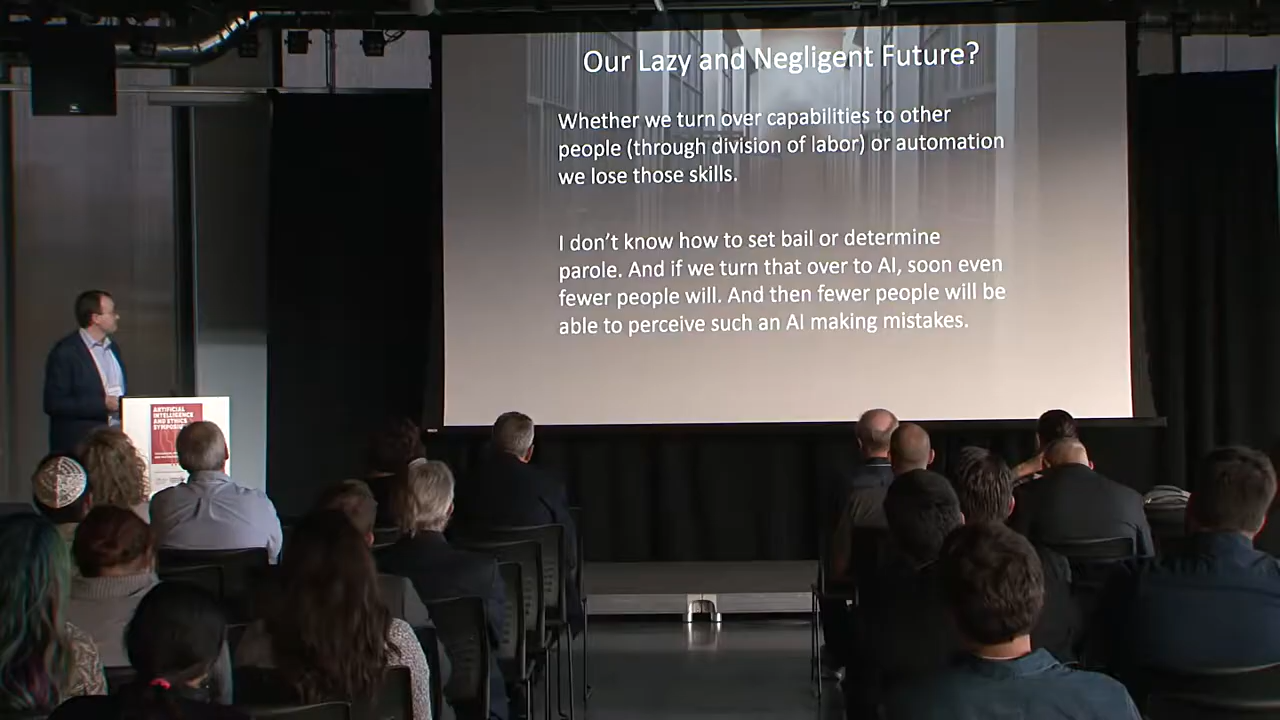 Our Lazy and Negligent Future?
Whether we turn over capabilities to other
people (through division of labor) or automation
we lose those skills.
I don’t know how to set bail or determine
parole. And if we turn that over to AI, soon even
fewer people will. And then fewer people will be
able to perceive such an AI making mistakes.
ARTIFICIAL
INTELLIGENCE
AND ETHICS